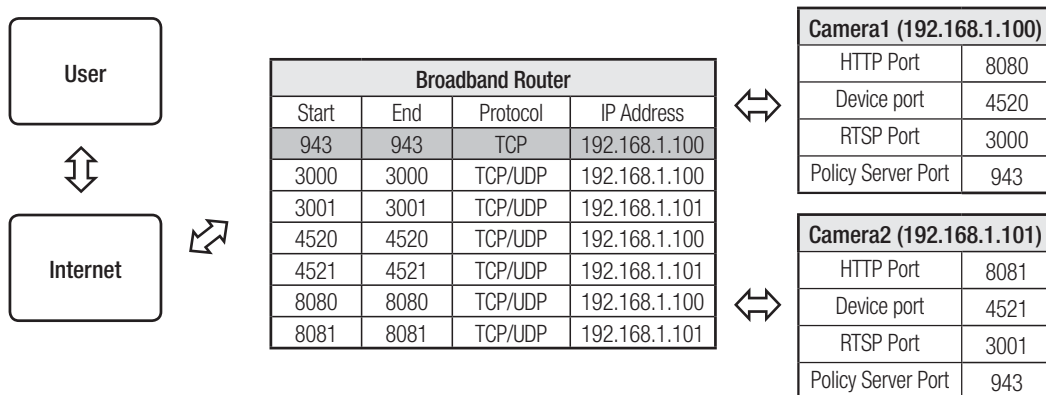 User
Internet
Broadband Router
Start End Protocol IP Address
943 943 TCP 192.168.1.100
3000 3000 TCP/UDP 192.168.1.100
3001 3001 TCP/UDP 192.168.1.101
4520 4520 TCP/UDP 192.168.1.100
4521 4521 TCP/UDP 192.168.1.101
8080 8080 TCP/UDP 192.168.1.100
8081 8081 TCP/UDP 192.168.1.101
Camera1 (192.168.1.100)
HTTP Port 8080
Device port 4520
RTSP Port 3000
Policy Server Port 943
Camera2 (192.168.1.101)
HTTP Port 8081
Device port 4521
RTSP Port 3001
Policy Server Port 943